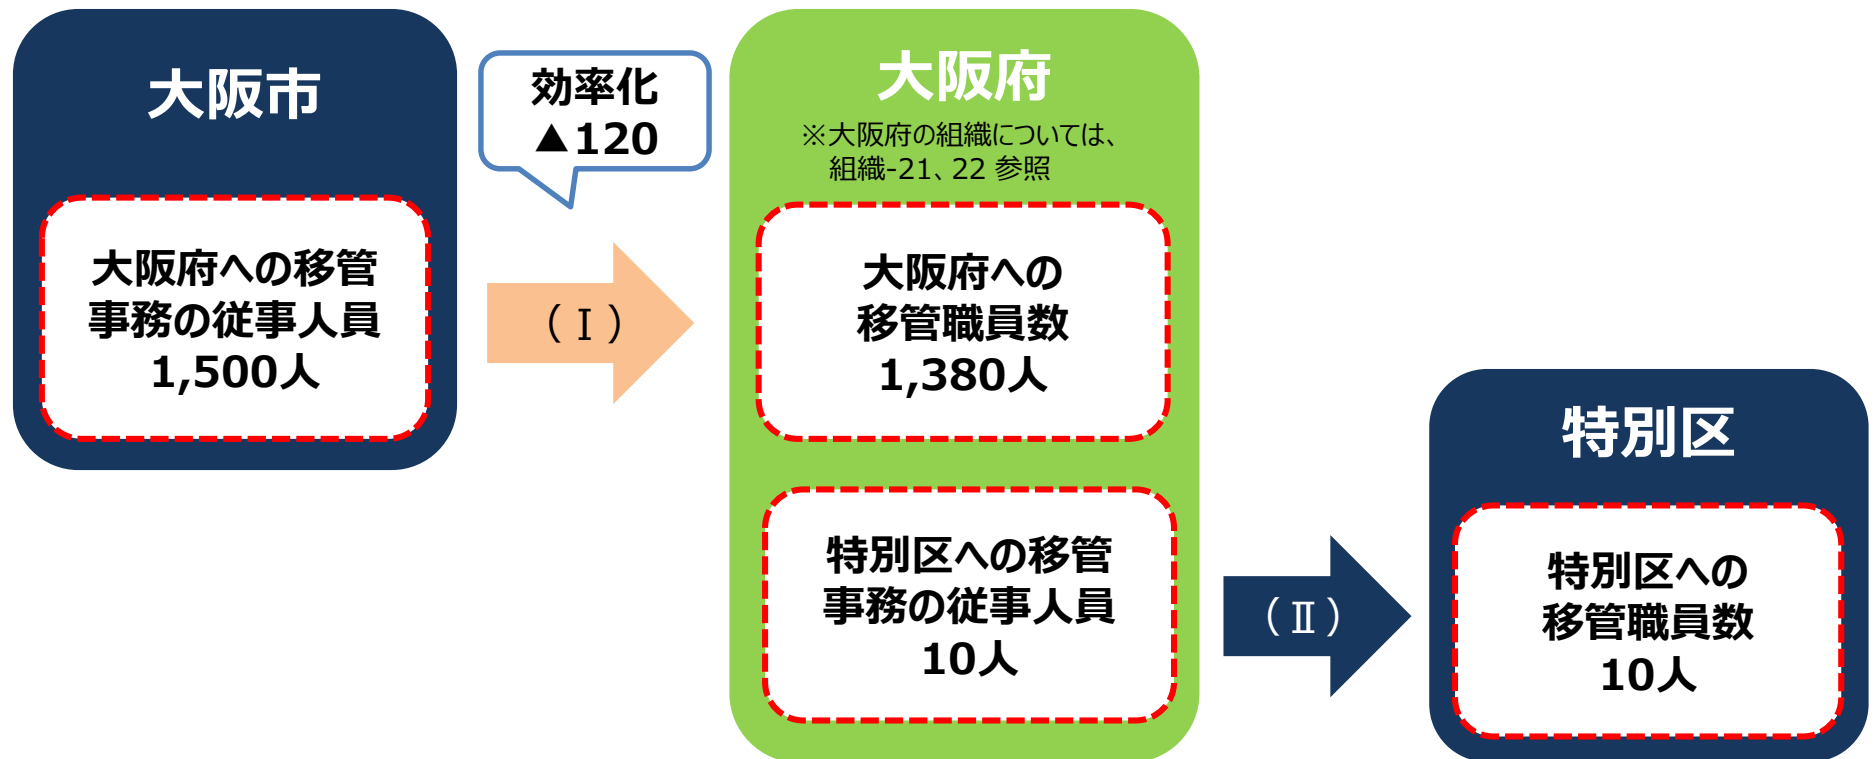 大阪市
大阪府への移管
事務の従事人員
1,500人
効率化
▲120
（Ⅰ）
大阪府
※大阪府の組織については、
組織-21、22 参照
大阪府への
移管職員数
1,380人
特別区への移管
事務の従事人員
10人
（Ⅱ）
特別区
特別区への
移管職員数
10人